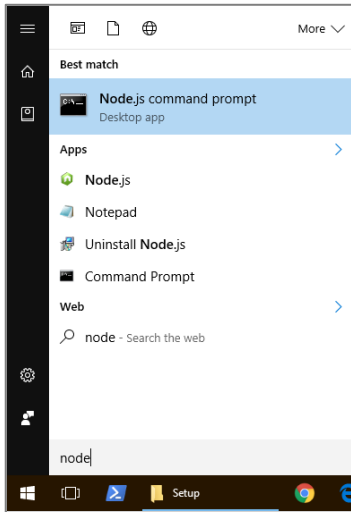 More
Best match
Node.js command prompt
Desktop app
Apps
Node.js
Notepad
Uninstall Node.js
Command Prompt
Web
node - Search the web
node
Setup